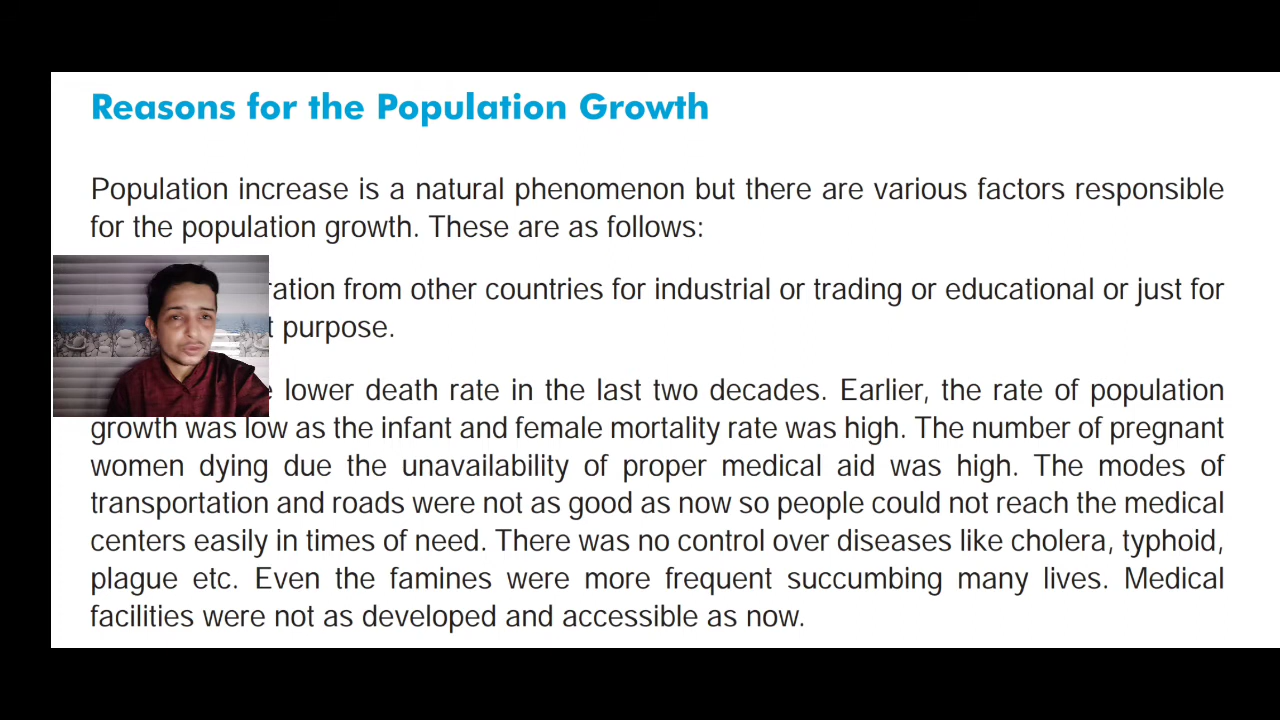 Reasons for the Population Growth
Population increase is a natural phenomenon but there are various factors responsible
for the population growth. These are as follows:
from other countries for industrial or trading or educational or just for
purpose.
lower death rate in the last two decades. Earlier, the rate of population
growth was low as the infant and female mortality rate was high. The number of pregnant
women dying due the unavailability of proper medical aid was high. The modes of
transportation and roads were not as good as now so people could not reach the medical
centers easily in times of need. There was no control over diseases like cholera, typhoid,
plague etc. Even the famines were more frequent succumbing many lives. Medical
facilities were not as developed and accessible as now.